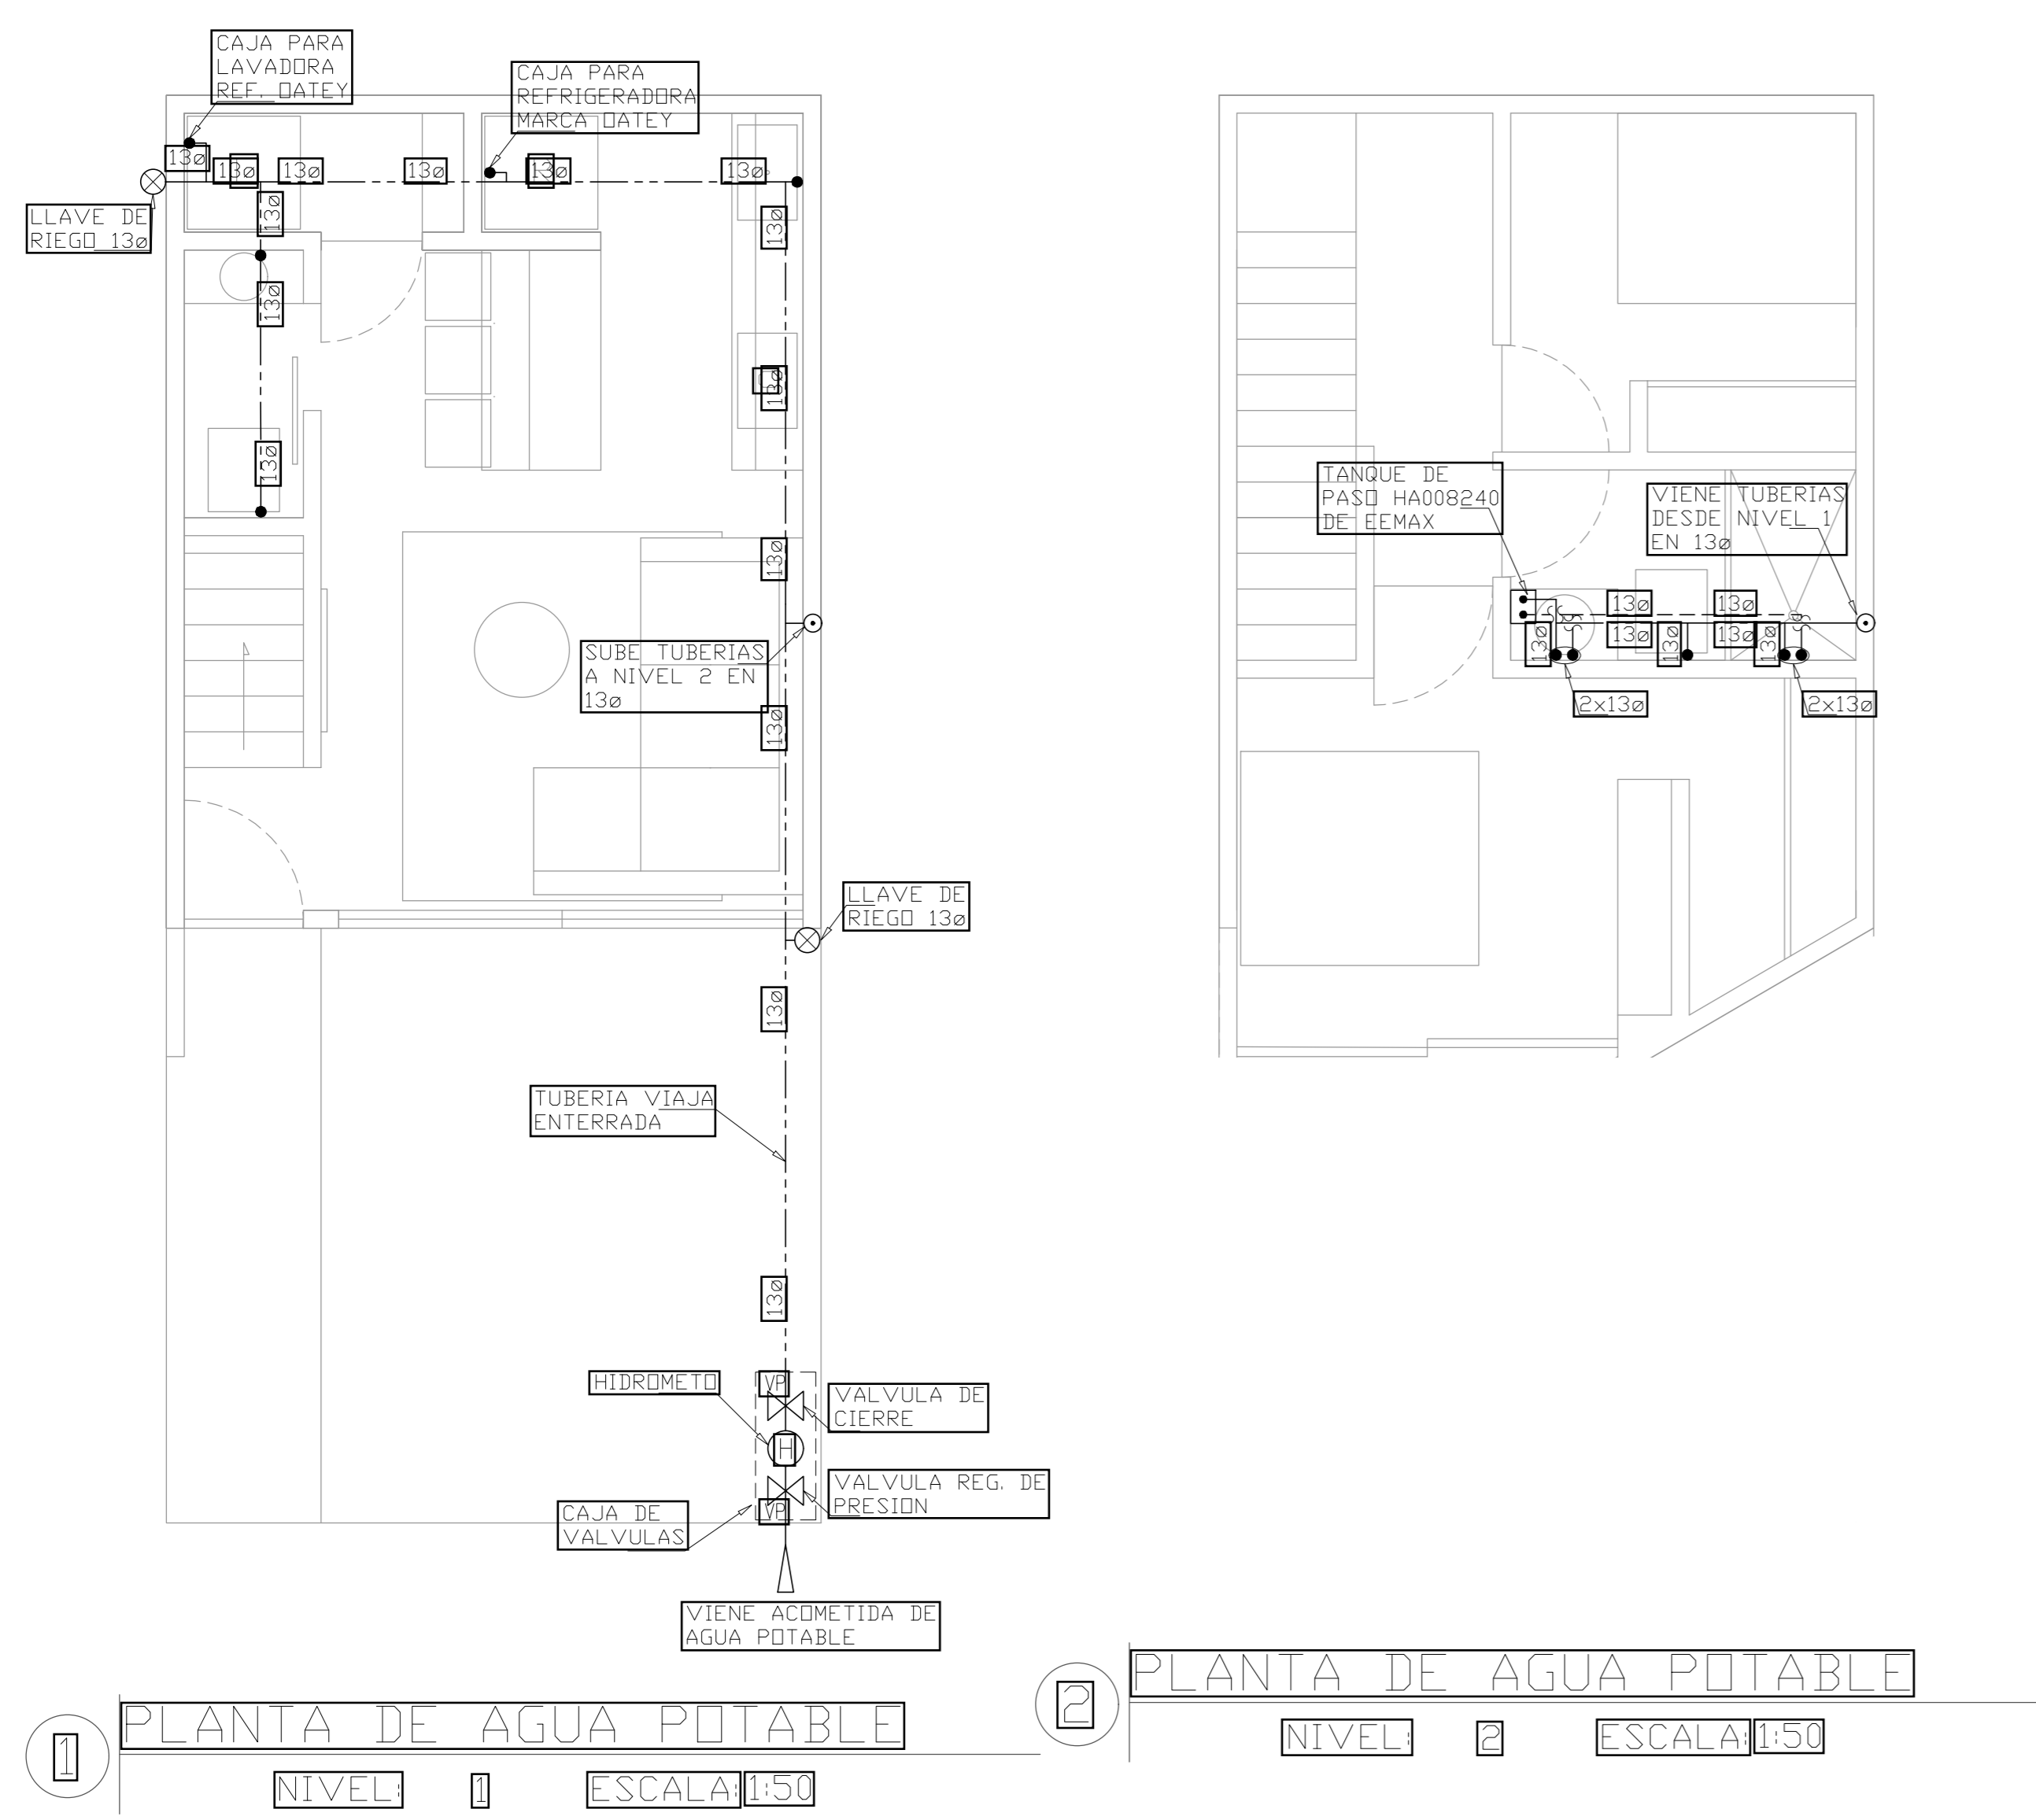 CAJA PARA
LAVADORA
REF. OATEY
CAJA PARA
REFRIGERADORA
MARCA OATEY
13ø
13ø
13ø
13ø
13ø
13ø
LLAVE DE
RIEGO 13ø
13ø
13ø
13ø
13ø
13ø
13ø
SUBE TUBERIAS
A NIVEL 2 EN
13ø
13ø
LLAVE DE
RIEGO 13ø
13ø
TUBERIA VIAJA
ENTERRADA
13ø
HIDROMETO
VP
VALVULA DE
CIERRE
H
VALVULA REG. DE
PRESION
VP
CAJA DE
VALVULAS
VIENE ACOMETIDA DE
AGUA POTABLE
1
PLANTA DE AGUA POTABLE
NIVEL: 1 ESCALA: 1:50
TANQUE DE
PASO HA008240
DE EEMAX
VIENE TUBERIAS
DESDE NIVEL 1
EN 13ø
13ø
13ø
13ø
13ø
13ø
13ø
13ø
2x13ø
2x13ø
2
PLANTA DE AGUA POTABLE
NIVEL: 2 ESCALA: 1:50